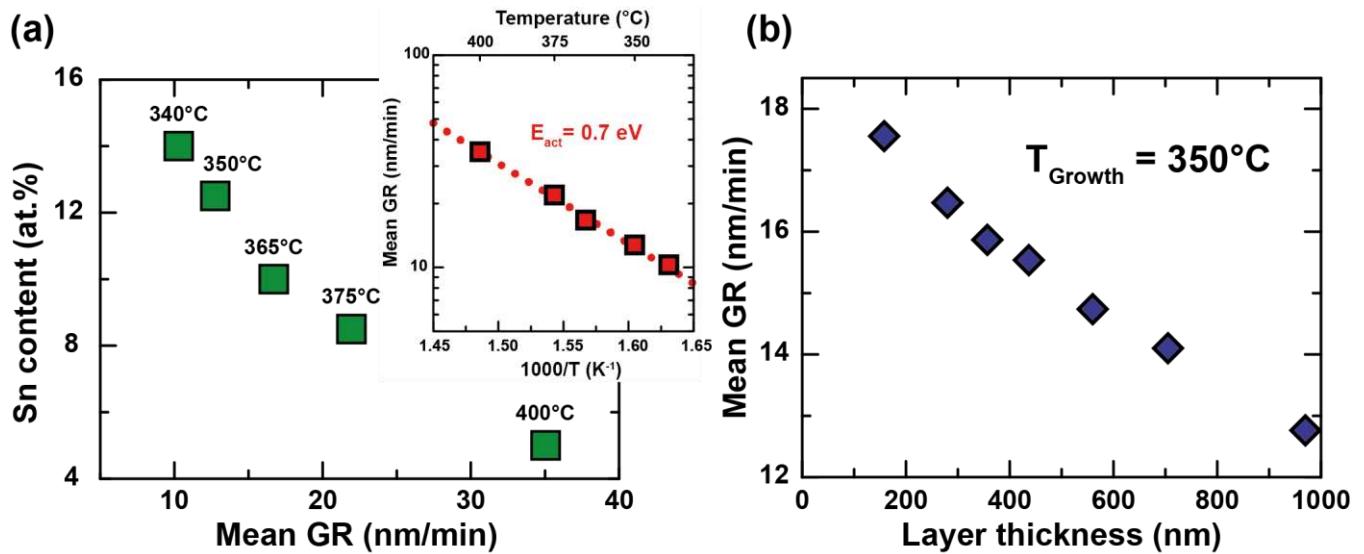 (a)
Temperature (°C)
400 375 350
100
10
Mean GR (nm/min)
E_act = 0.7 eV
1.45 1.50 1.55 1.60 1.65
1000/T (K⁻¹)
16
12
8
4
Sn content (at.%)
340°C
350°C
365°C
375°C
400°C
10 20 30 40
Mean GR (nm/min)
(b)
18
16
14
12
Mean GR (nm/min)
T_Growth = 350°C
0 200 400 600 800 1000
Layer thickness (nm)